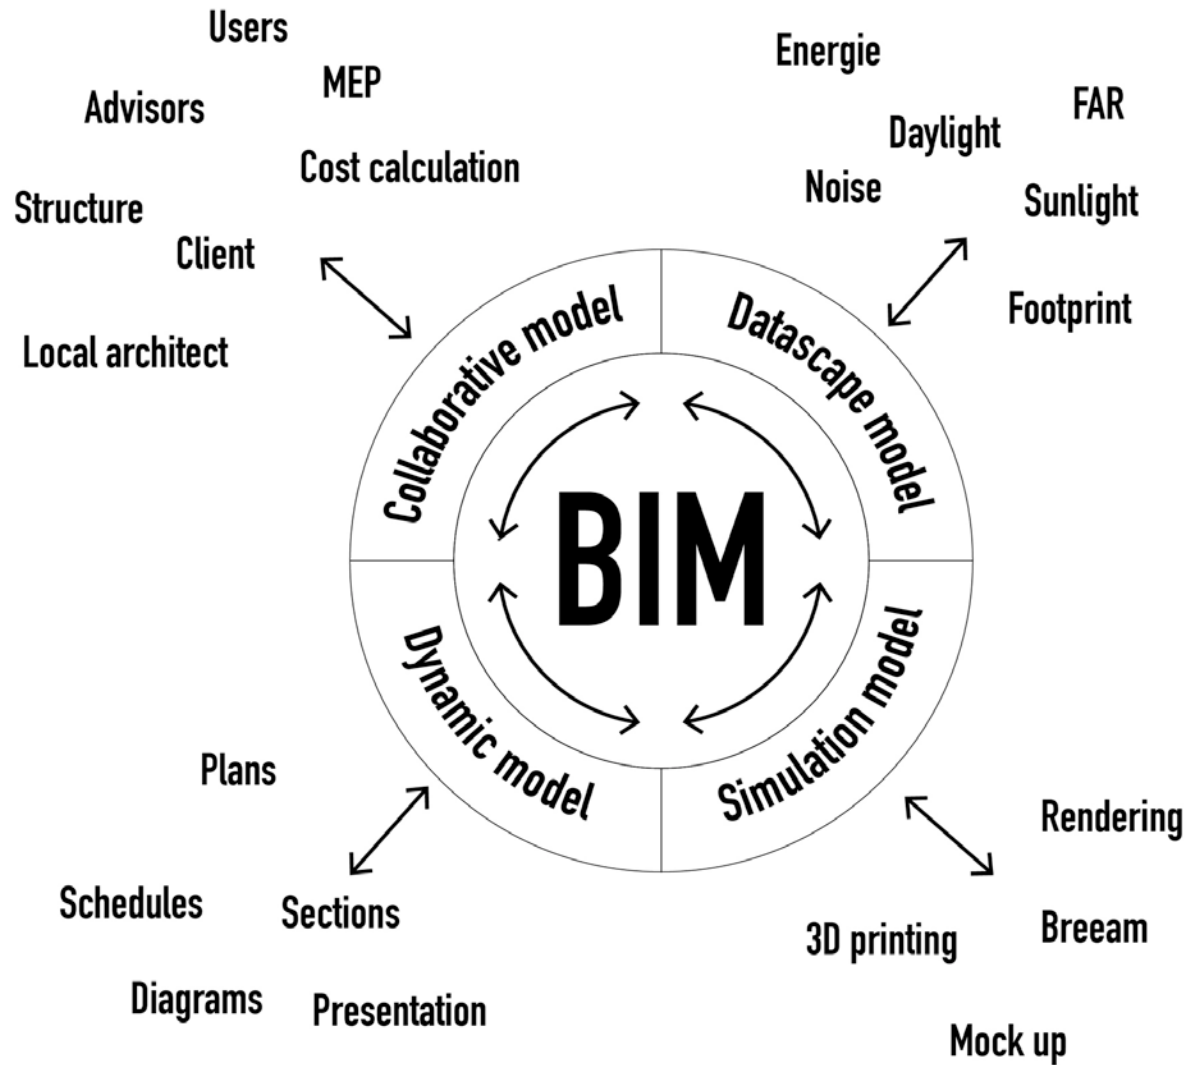 Users
MEP
Advisors
Cost calculation
Structure
Client
Local architect
Energie
FAR
Daylight
Noise
Sunlight
Footprint
Collaborative model
Datascape model
BIM
Dynamic model
Simulation model
Plans
Schedules
Sections
Diagrams
Presentation
Rendering
3D printing
Breeam
Mock up